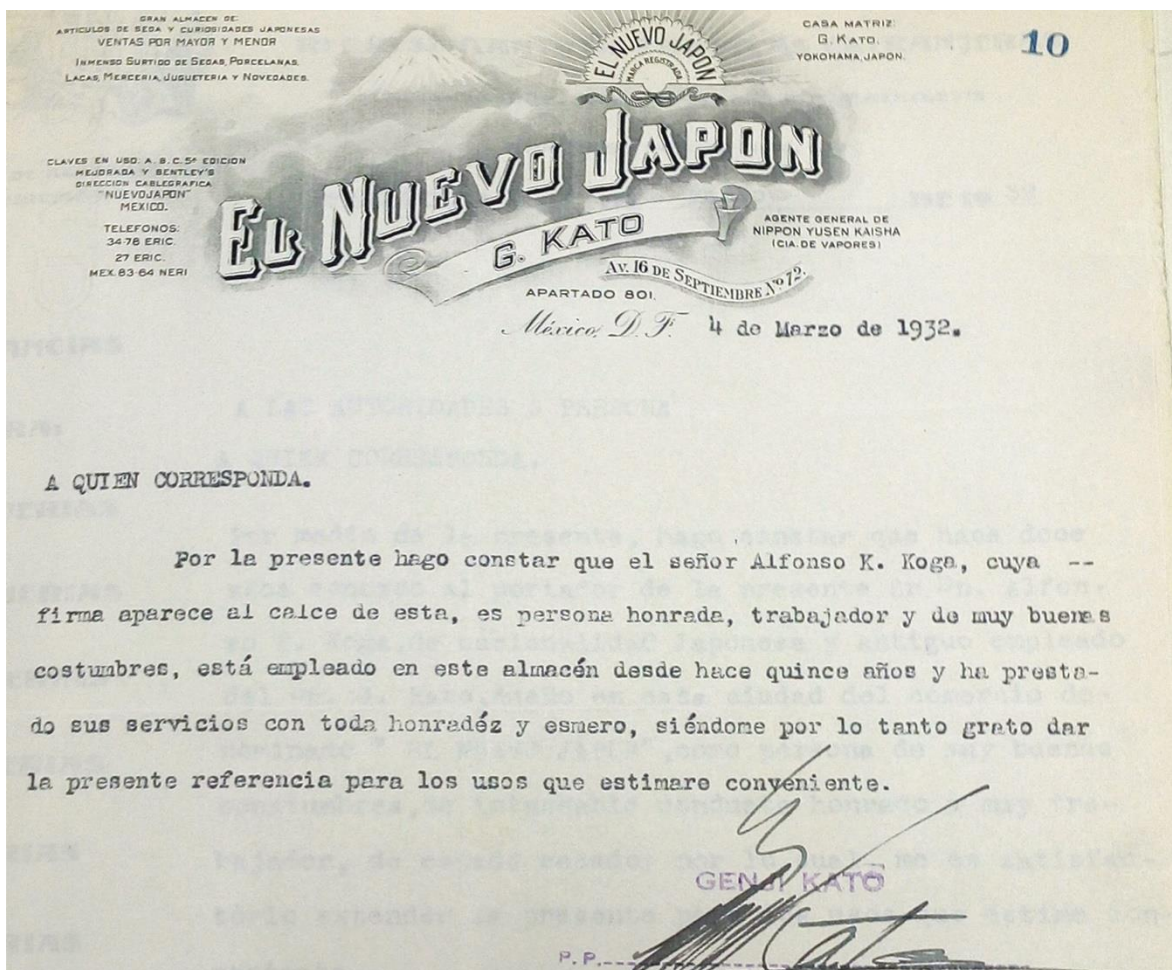 GRAN ALMACEN DE:
ARTICULOS DE SEDA Y CURIOSIDADES JAPONESAS
VENTAS POR MAYOR Y MENOR
INMENSO SURTIDO DE SEDAS, PORCELANAS,
LACAS, MERCERIA, JUGUETERIA Y NOVEDADES.
EL NUEVO JAPON
MARCA REGISTRADA
CASA MATRIZ:
G. KATO.
YOKOHAMA, JAPON.
10
CLAVES EN USO: A. B. C. 5ª EDICION
MEJORADA Y BENTLEY'S
DIRECCION CABLEGRAFICA
"NUEVOJAPON"
MEXICO.
TELEFONOS:
34-78 ERIC.
27 ERIC.
MEX. 83-64 NERI
EL NUEVO JAPON
G. KATO
AGENTE GENERAL DE
NIPPON YUSEN KAISHA
(CIA. DE VAPORES)
AV. 16 DE SEPTIEMBRE Nº 72.
APARTADO 801.
México, D. F. 4 de Marzo de 1932.
A QUIEN CORRESPONDA.
Por la presente hago constar que el señor Alfonso K. Koga, cuya --
firma aparece al calce de esta, es persona honrada, trabajador y de muy buenas
costumbres, está empleado en este almacén desde hace quince años y ha presta-
do sus servicios con toda honradéz y esmero, siéndome por lo tanto grato dar
la presente referencia para los usos que estimare conveniente.
GENJI KATO
P. P.